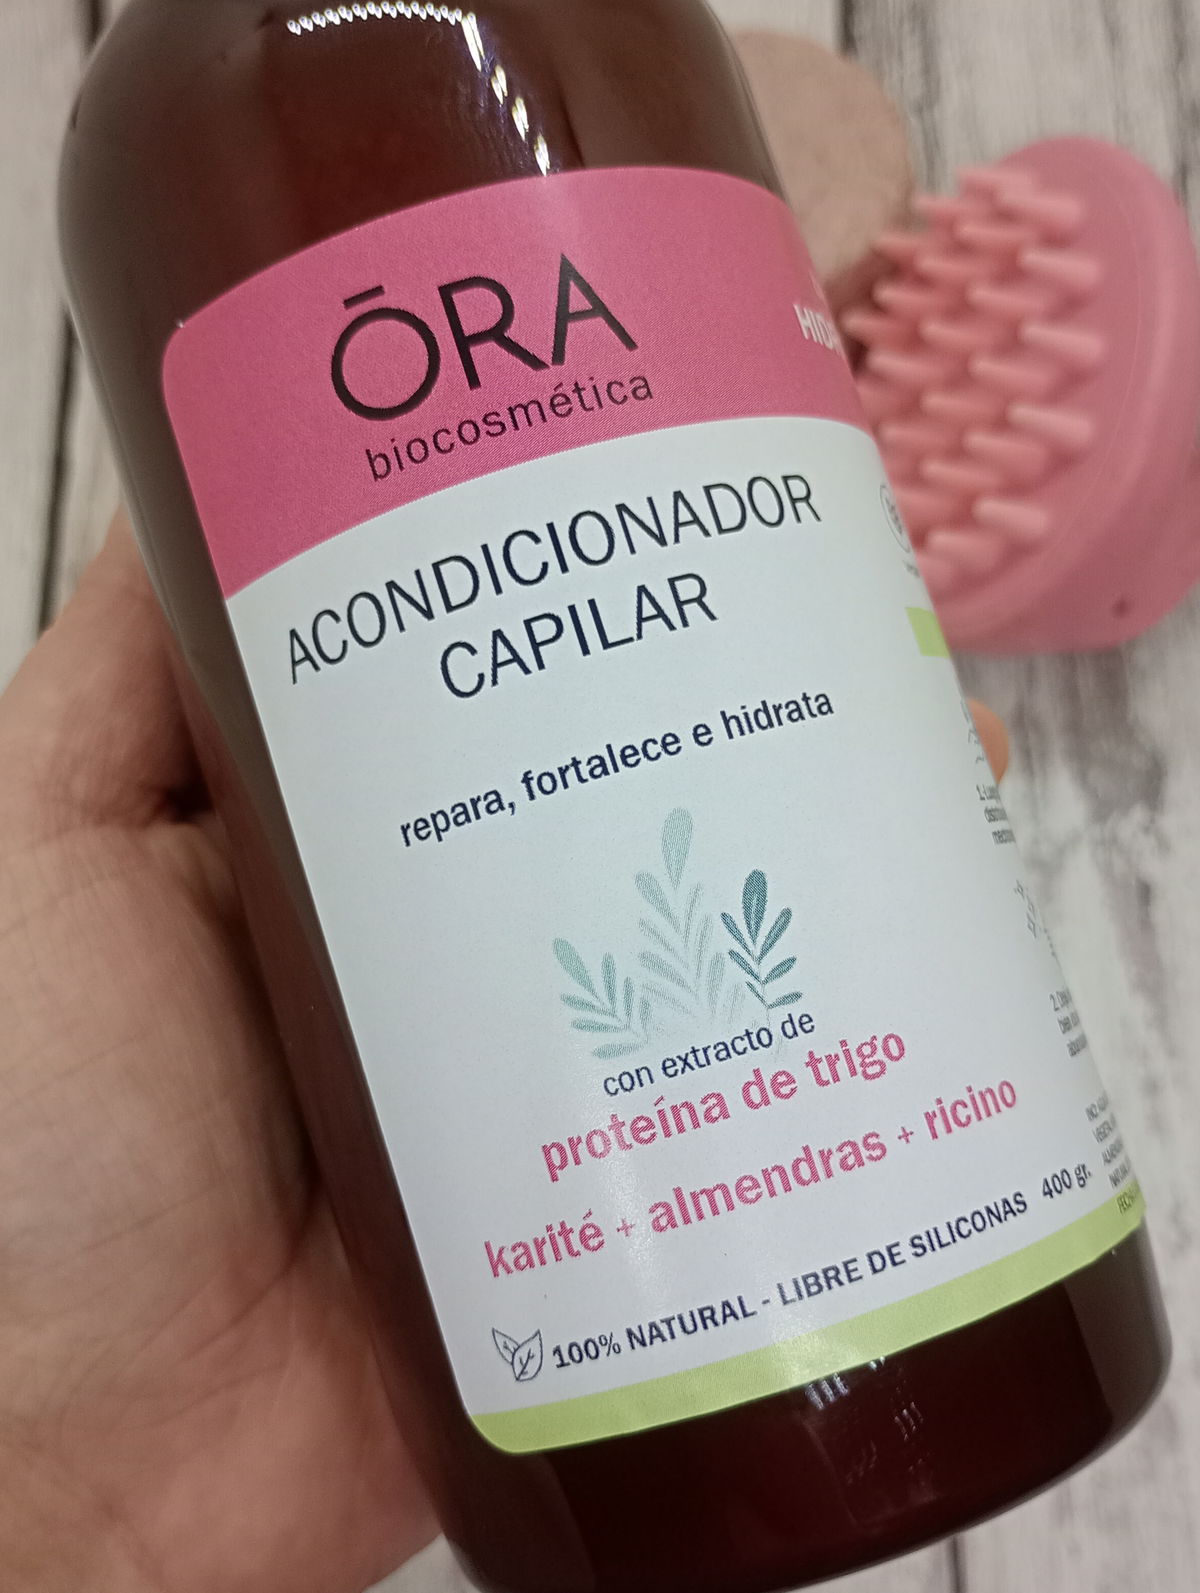 ŌRA
biocosmética
ACONDICIONADOR
CAPILAR
repara, fortalece e hidrata
con extracto de
proteína de trigo
karité + almendras + ricino
100% NATURAL - LIBRE DE SILICONAS 400 gr.